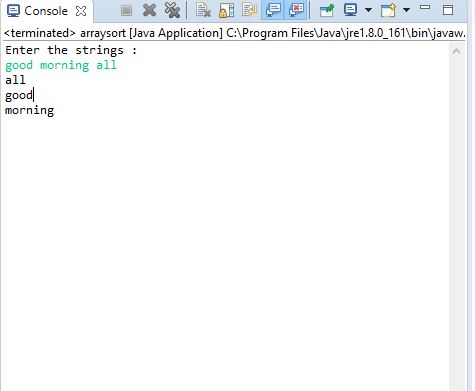 Console
<terminated> arraysort [Java Application] C:\Program Files\Java\jre1.8.0_161\bin\javaw.
Enter the strings :
good morning all
all
good
morning